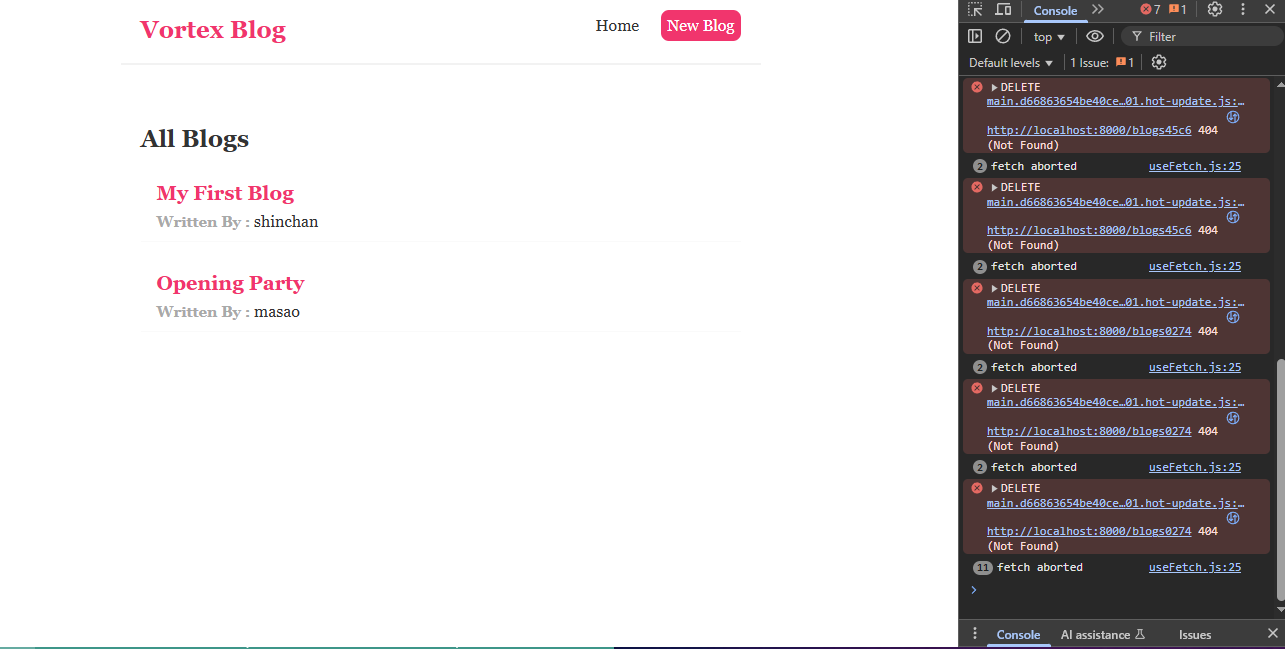 Vortex Blog
Home
New Blog
All Blogs
My First Blog
Written By : shinchan
Opening Party
Written By : masao
Console
7
1
top
Filter
Default levels
1 Issue:
1
DELETE
main.d66863654be40ce…01.hot-update.js:…
http://localhost:8000/blogs45c6 404
(Not Found)
2 fetch aborted useFetch.js:25
DELETE
main.d66863654be40ce…01.hot-update.js:…
http://localhost:8000/blogs45c6 404
(Not Found)
2 fetch aborted useFetch.js:25
DELETE
main.d66863654be40ce…01.hot-update.js:…
http://localhost:8000/blogs0274 404
(Not Found)
2 fetch aborted useFetch.js:25
DELETE
main.d66863654be40ce…01.hot-update.js:…
http://localhost:8000/blogs0274 404
(Not Found)
2 fetch aborted useFetch.js:25
DELETE
main.d66863654be40ce…01.hot-update.js:…
http://localhost:8000/blogs0274 404
(Not Found)
11 fetch aborted useFetch.js:25
Console
AI assistance
Issues